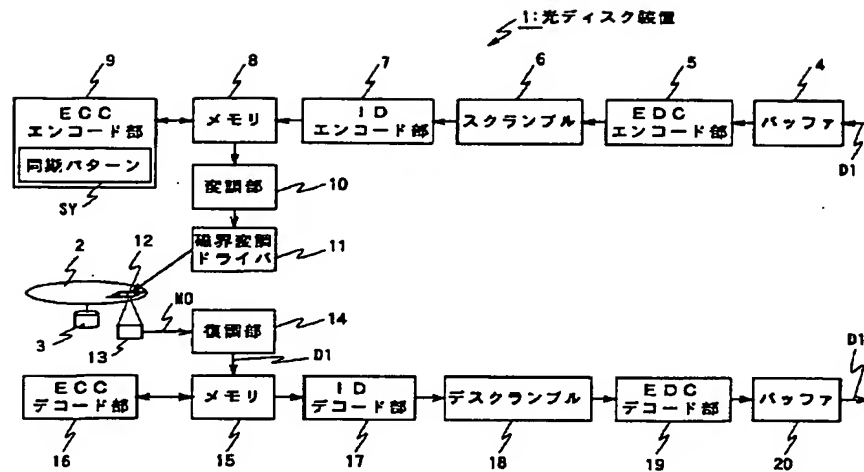 1:光ディスク装置
9
8
7
6
5
4
ECC
エンコード部
同期パターン
メモリ
ID
エンコード部
スクランブル
EDC
エンコード部
バッファ
D1
SY
変調部
10
磁界変調
ドライバ
11
2
12
MO
3
13
復調部
14
D1
D1
ECC
デコード部
メモリ
ID
デコード部
デスクランブル
EDC
デコード部
バッファ
16
15
17
18
19
20